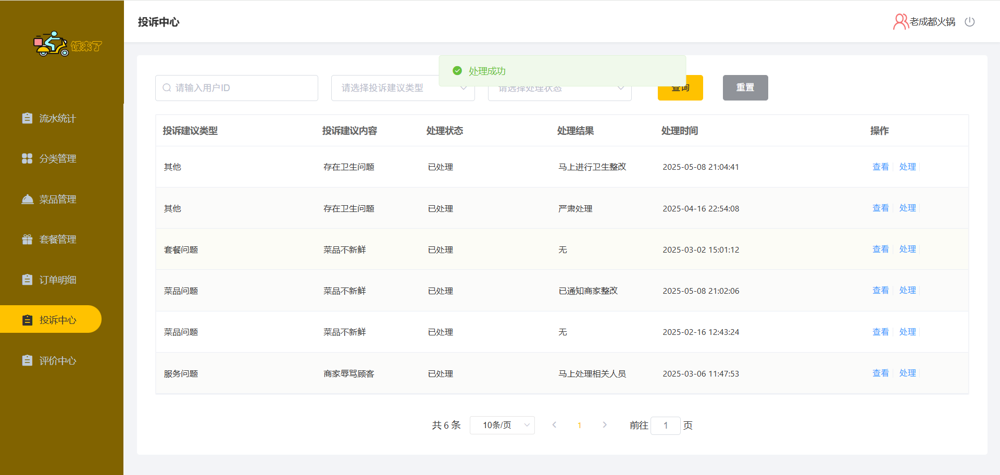 投诉中心
老成都火锅
饭来了
处理成功
请输入用户ID
请选择投诉建议类型
请选择处理状态
查询
重置
流水统计
分类管理
菜品管理
套餐管理
订单明细
投诉中心
评价中心
投诉建议类型 投诉建议内容 处理状态 处理结果 处理时间 操作
其他 存在卫生问题 已处理 马上进行卫生整改 2025-05-08 21:04:41 查看 处理
其他 存在卫生问题 已处理 严肃处理 2025-04-16 22:54:08 查看 处理
套餐问题 菜品不新鲜 已处理 无 2025-03-02 15:01:12 查看 处理
菜品问题 菜品不新鲜 已处理 已通知商家整改 2025-05-08 21:02:06 查看 处理
菜品问题 菜品不新鲜 已处理 无 2025-02-16 12:43:24 查看 处理
服务问题 商家辱骂顾客 已处理 马上处理相关人员 2025-03-06 11:47:53 查看 处理
共 6 条 10条/页 1 前往 1 页